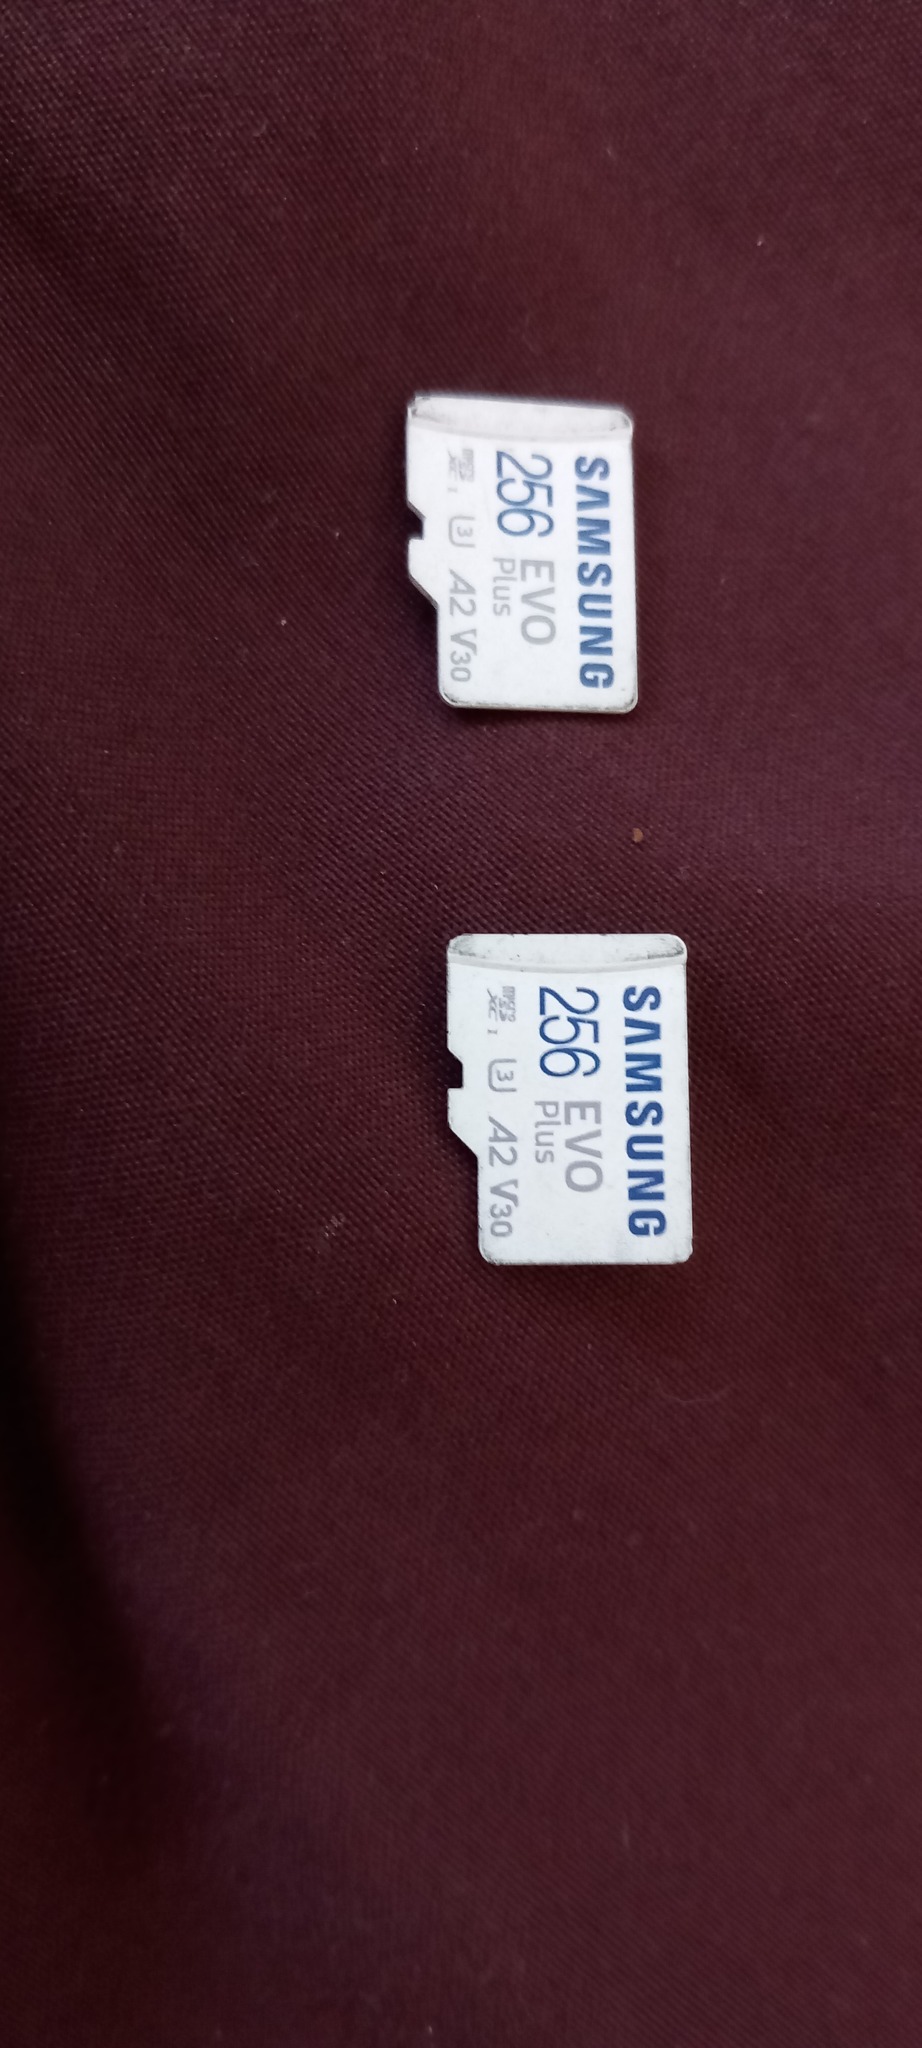 SAMSUNG
256 EVO
Plus
micro SD XC I U3 A2 V30
SAMSUNG
256 EVO
Plus
micro SD XC I U3 A2 V30